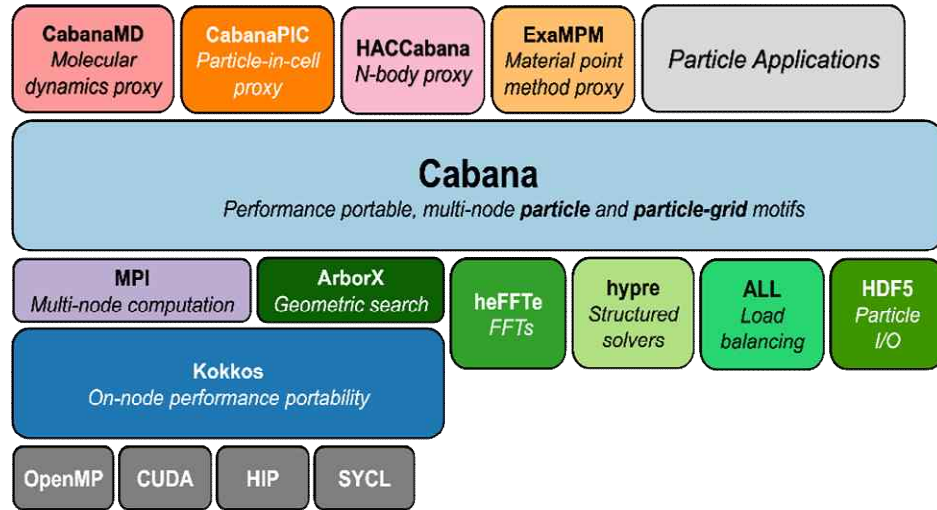 CabanaMD
Molecular
dynamics proxy
CabanaPIC
Particle-in-cell
proxy
HACCabana
N-body proxy
ExaMPM
Material point
method proxy
Particle Applications
Cabana
Performance portable, multi-node particle and particle-grid motifs
MPI
Multi-node computation
ArborX
Geometric search
heFFTe
FFTs
hypre
Structured
solvers
ALL
Load
balancing
HDF5
Particle
I/O
Kokkos
On-node performance portability
OpenMP
CUDA
HIP
SYCL